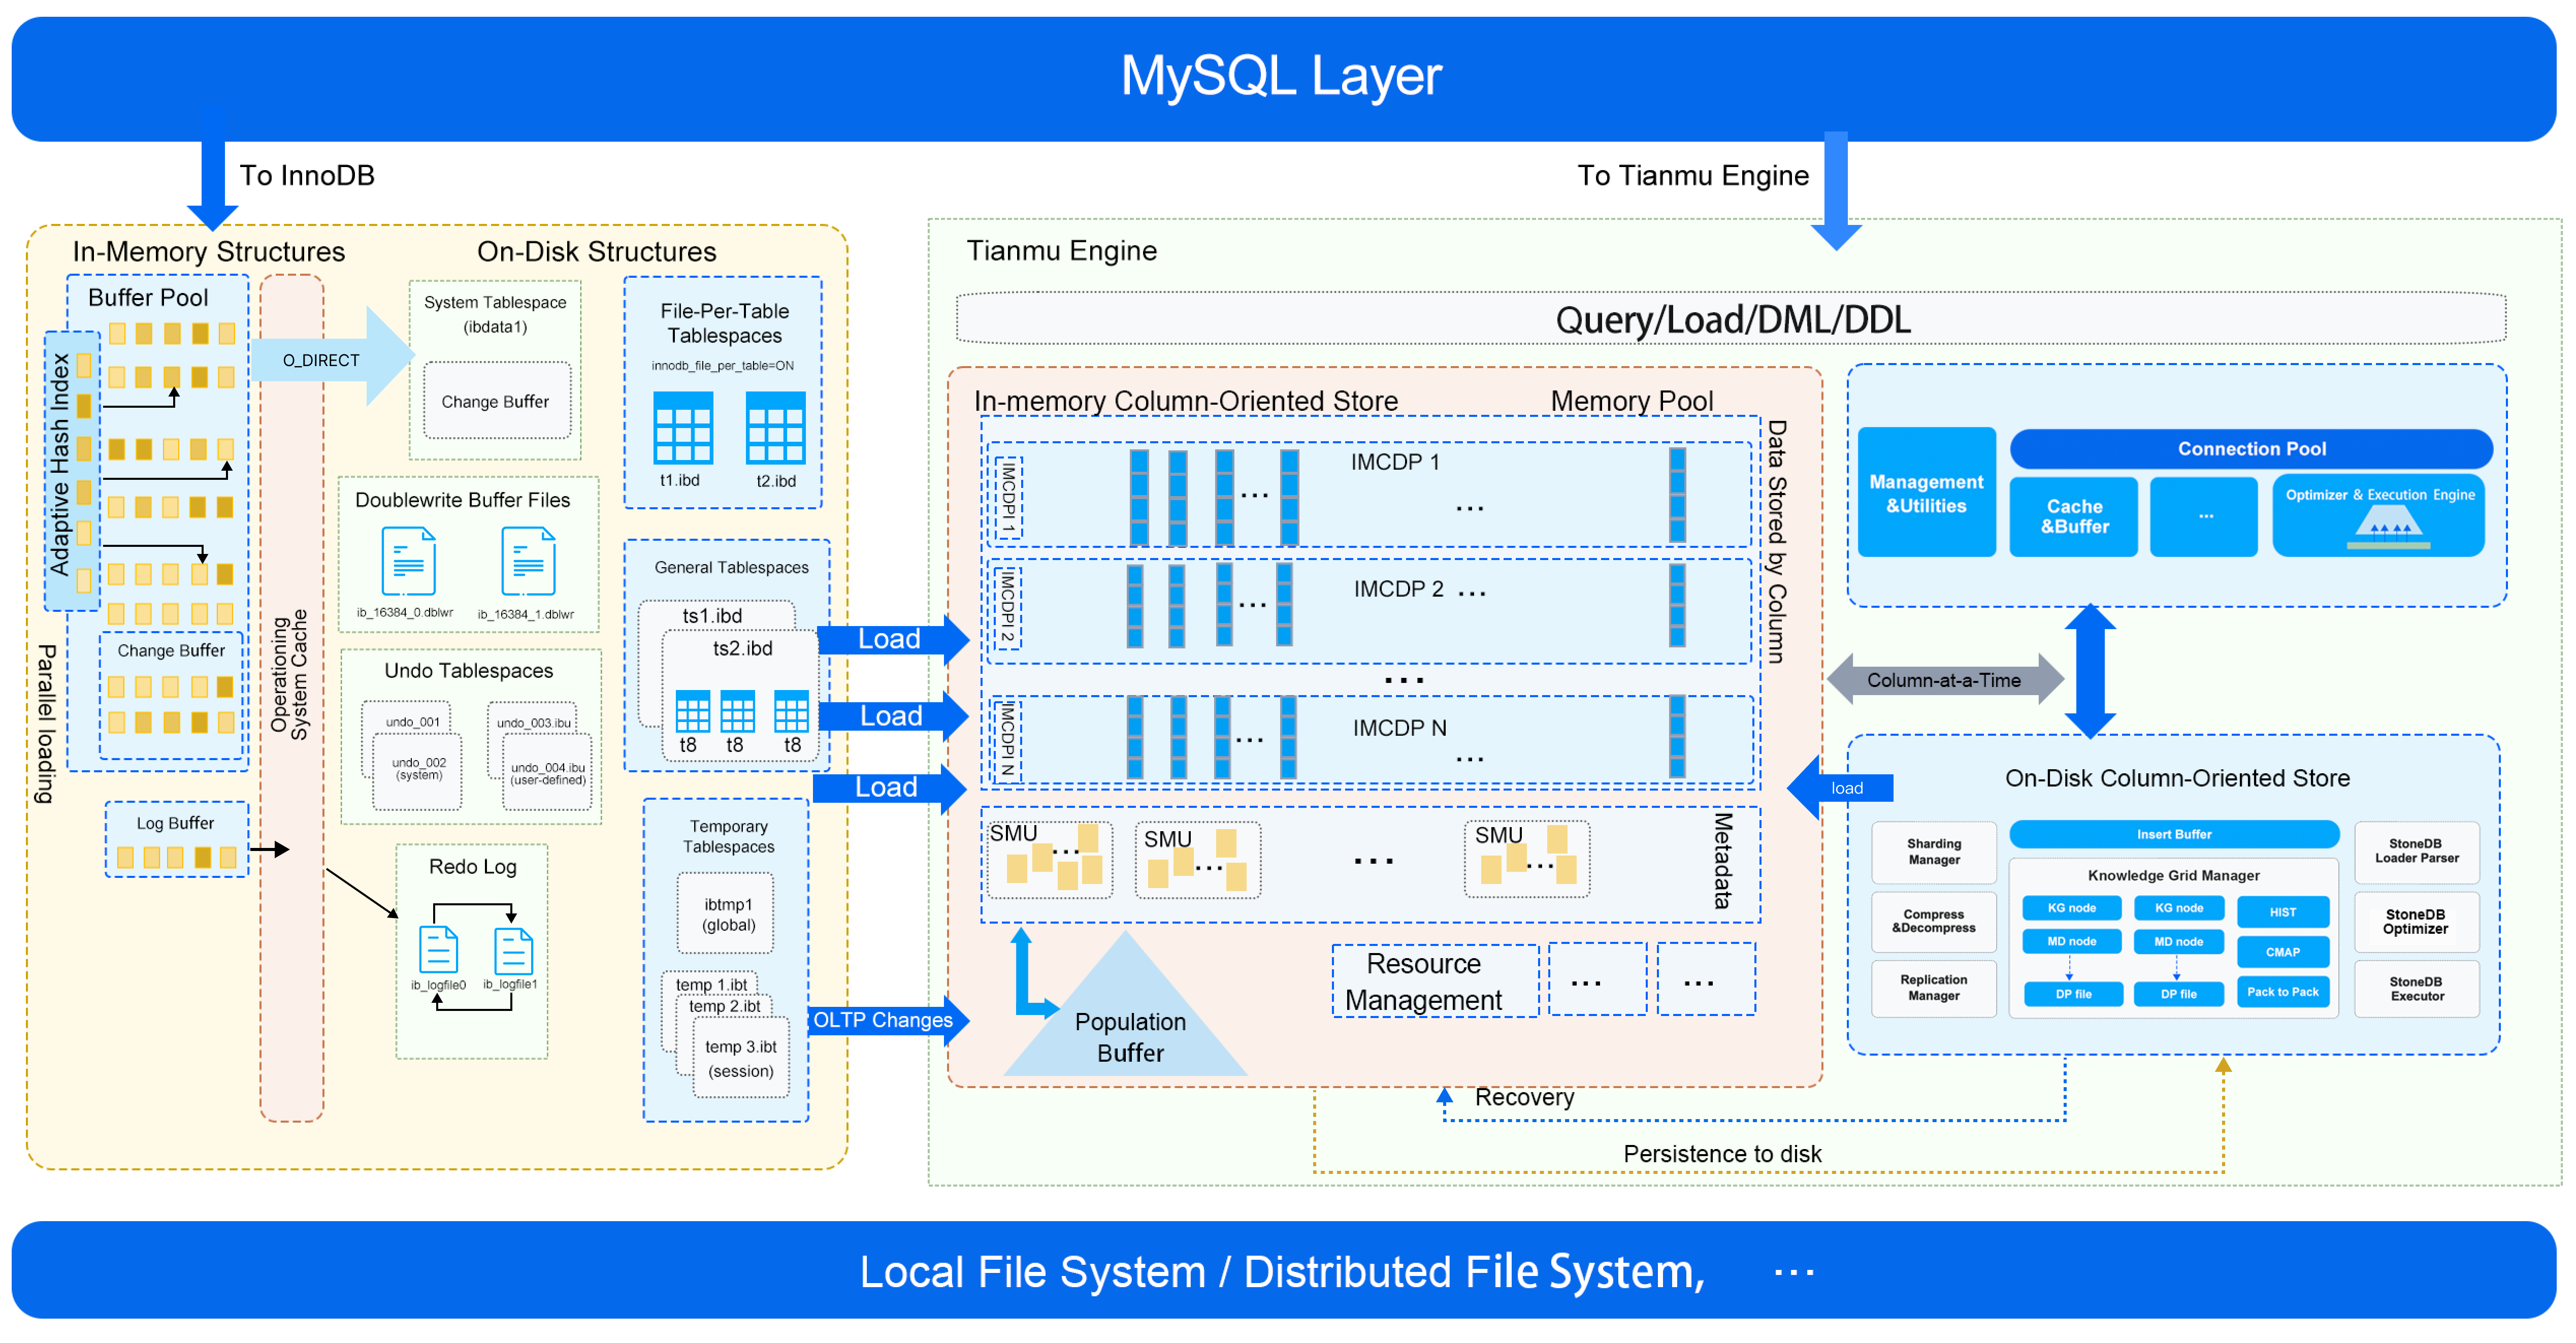 MySQL Layer
To InnoDB
To Tianmu Engine
In-Memory Structures
On-Disk Structures
Buffer Pool
Adaptive Hash Index
Parallel loading
Change Buffer
Log Buffer
Operationing
System Cache
O_DIRECT
System Tablespace
(ibdata1)
Change Buffer
Doublewrite Buffer Files
ib_16384_0.dblwr
ib_16384_1.dblwr
Undo Tablespaces
undo_001
undo_002
(system)
undo_003.ibu
undo_004.ibu
(user-defined)
Redo Log
ib_logfile0
ib_logfile1
File-Per-Table
Tablespaces
innodb_file_per_table=ON
t1.ibd
t2.ibd
General Tablespaces
ts1.ibd
ts2.ibd
t8
t8
t8
Temporary
Tablespaces
ibtmp1
(global)
temp 1.ibt
temp 2.ibt
temp 3.ibt
(session)
Load
Load
Load
OLTP Changes
Tianmu Engine
Query/Load/DML/DDL
In-memory Column-Oriented Store
Memory Pool
IMCDPI 1
IMCDP 1
...
...
IMCDPI 2
IMCDP 2
...
...
...
IMCDPI N
IMCDP N
...
...
Data Stored by Column
SMU
...
SMU
...
...
SMU
...
Metadata
Population
Buffer
Resource
Management
...
...
Management
&Utilities
Connection Pool
Cache
&Buffer
...
Optimizer & Execution Engine
Column-at-a-Time
load
On-Disk Column-Oriented Store
Sharding
Manager
Compress
&Decompress
Replication
Manager
Insert Buffer
Knowledge Grid Manager
KG node
KG node
HIST
MD node
MD node
CMAP
DP file
DP file
Pack to Pack
StoneDB
Loader Parser
StoneDB
Optimizer
StoneDB
Executor
Recovery
Persistence to disk
Local File System / Distributed File System, ...